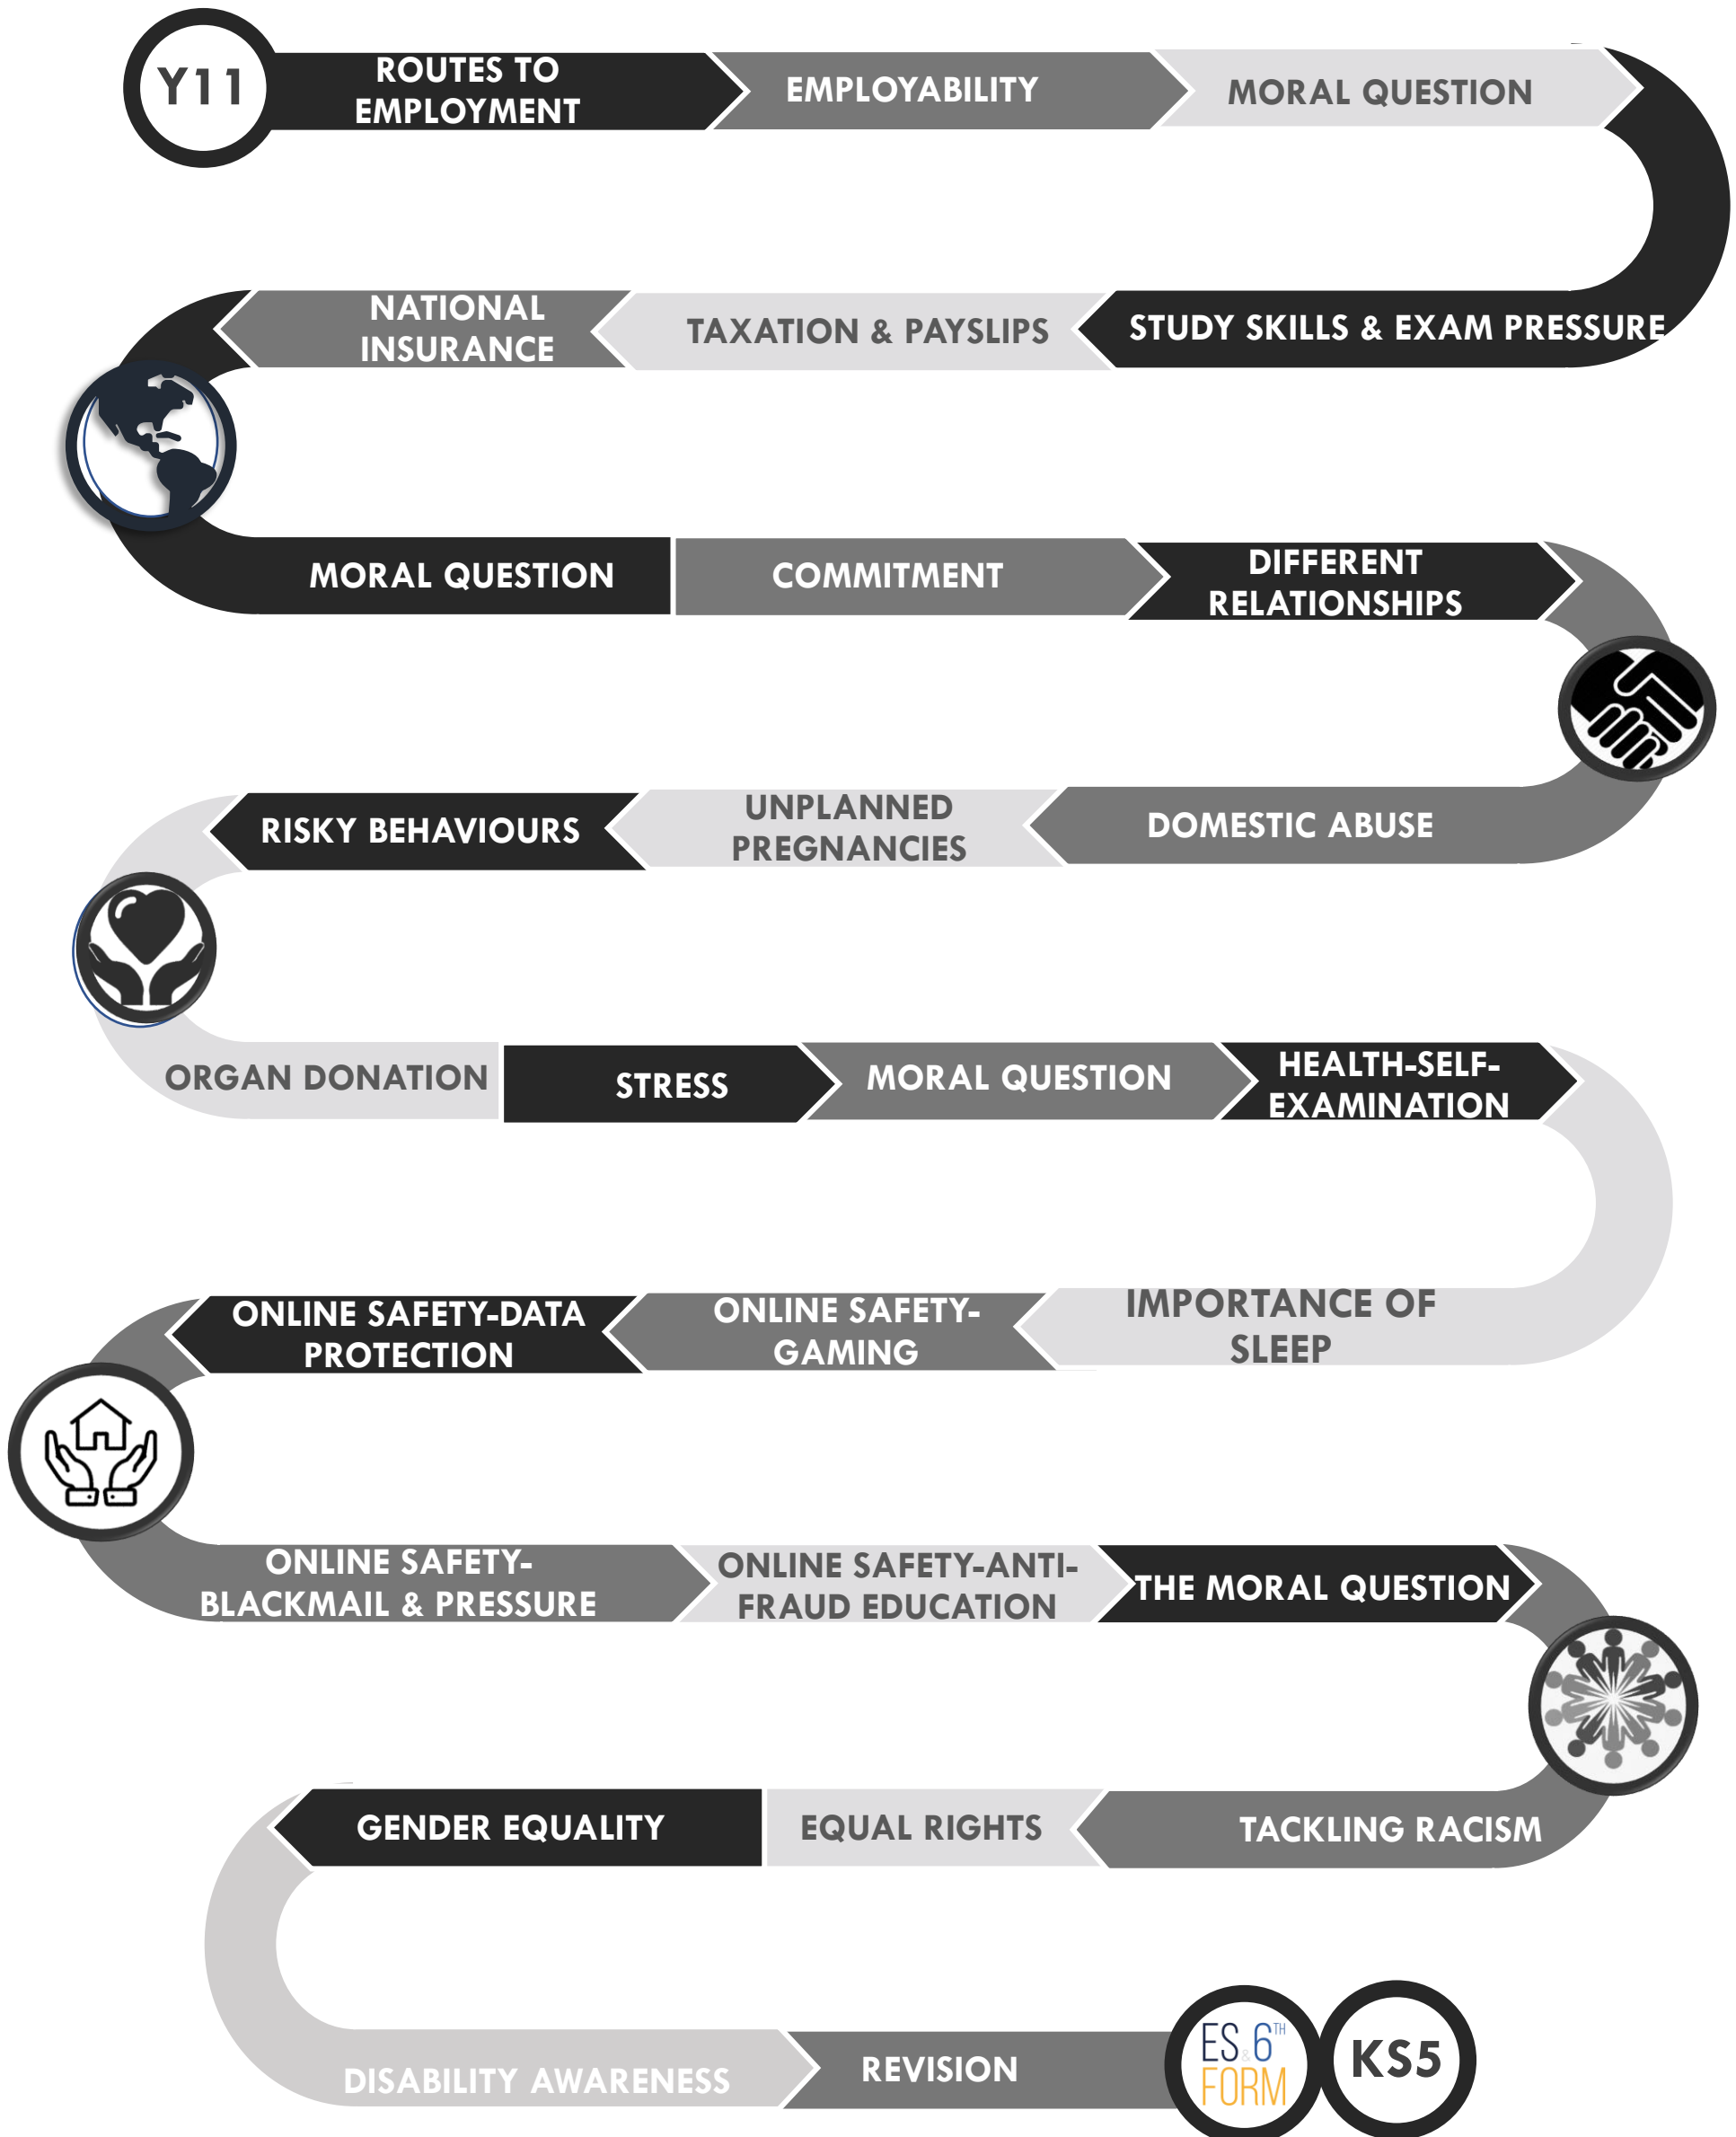 Y11
ROUTES TO
EMPLOYMENT
EMPLOYABILITY
MORAL QUESTION
STUDY SKILLS & EXAM PRESSURE
TAXATION & PAYSLIPS
NATIONAL
INSURANCE
MORAL QUESTION
COMMITMENT
DIFFERENT
RELATIONSHIPS
DOMESTIC ABUSE
UNPLANNED
PREGNANCIES
RISKY BEHAVIOURS
ORGAN DONATION
STRESS
MORAL QUESTION
HEALTH-SELF-
EXAMINATION
IMPORTANCE OF
SLEEP
ONLINE SAFETY-
GAMING
ONLINE SAFETY-DATA
PROTECTION
ONLINE SAFETY-
BLACKMAIL & PRESSURE
ONLINE SAFETY-ANTI-
FRAUD EDUCATION
THE MORAL QUESTION
TACKLING RACISM
EQUAL RIGHTS
GENDER EQUALITY
DISABILITY AWARENESS
REVISION
ES&6TH
FORM
KS5